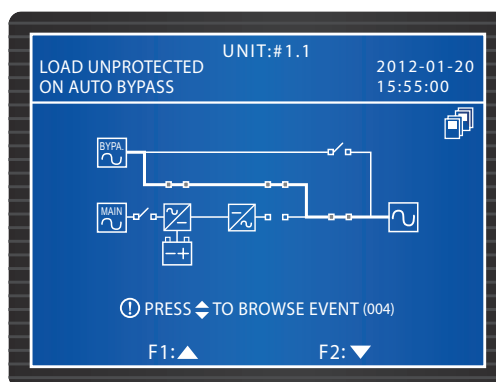 UNIT:#1.1
LOAD UNPROTECTED
ON AUTO BYPASS
2012-01-20
15:55:00
BYPA.
MAIN
PRESS TO BROWSE EVENT (004)
F1: F2: